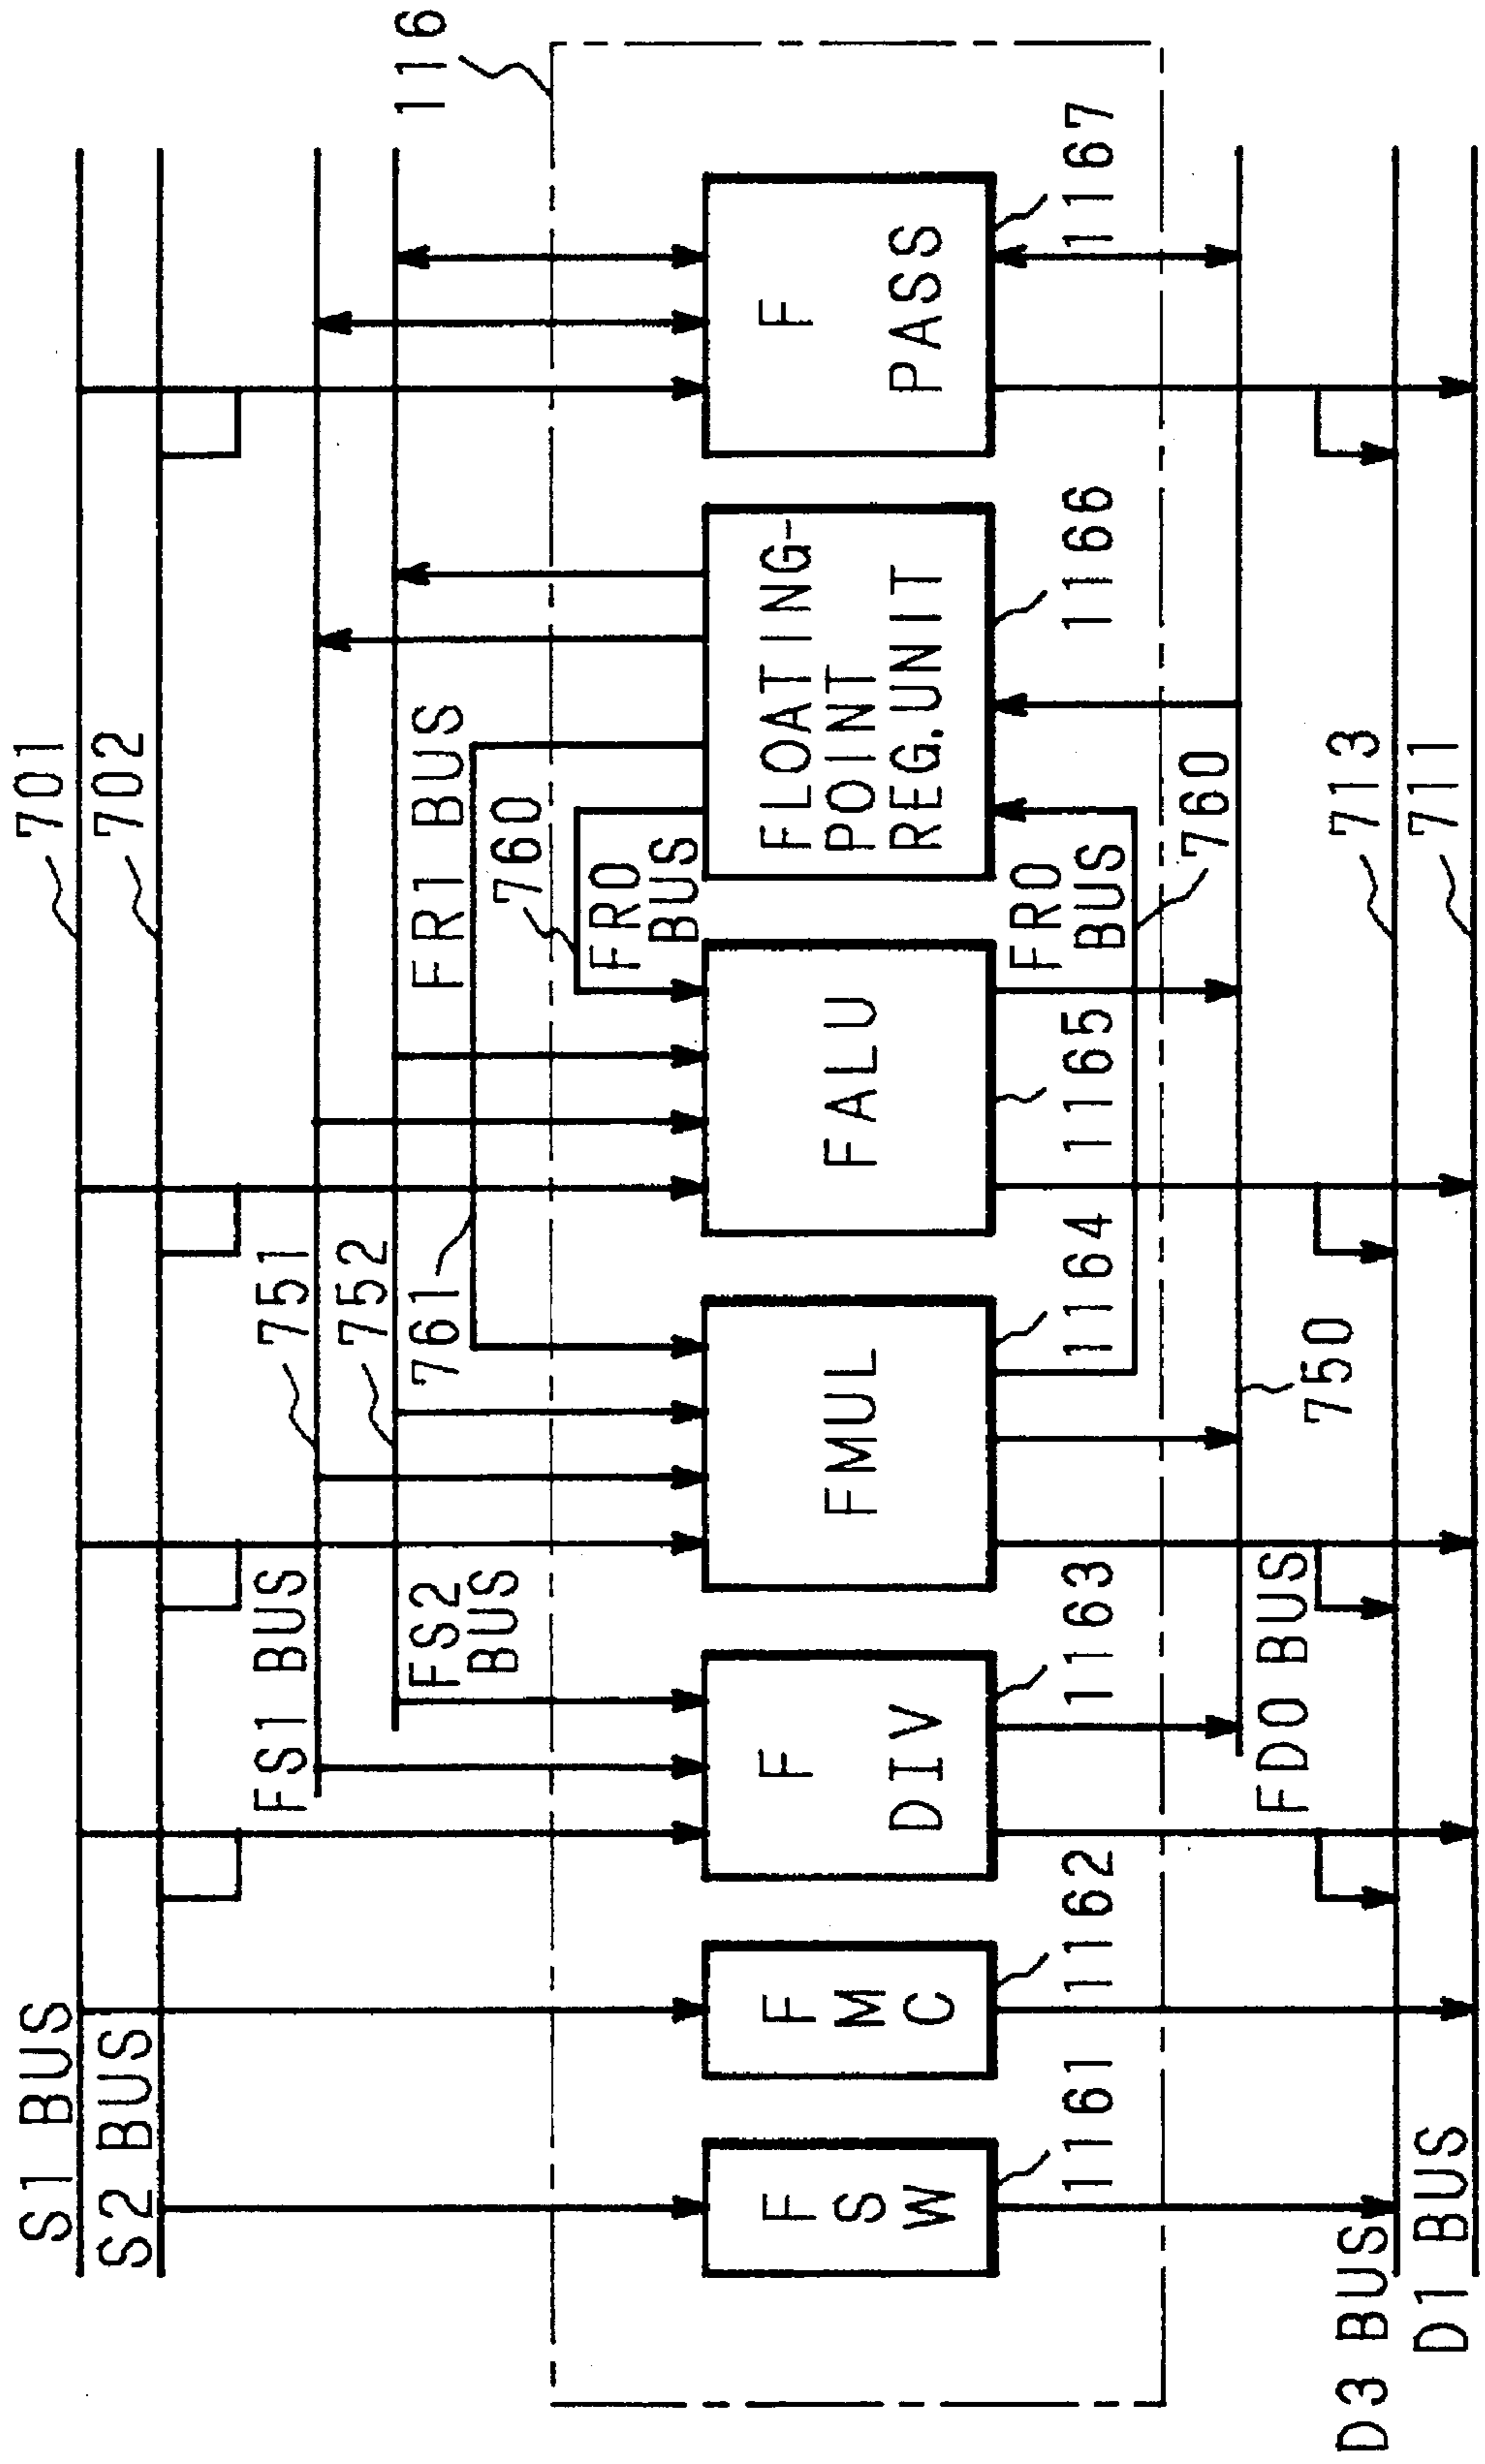 S1 BUS
701
S2 BUS
702
FS1 BUS
751
FS2
BUS
752
761
FR1 BUS
760
FR0
BUS
116
F
S
W
F
M
C
F
DIV
FMUL
FALU
FLOATING-
POINT
REG.UNIT
F
PASS
1161
1162
1163
1164
1165
1166
1167
FR0
BUS
760
FD0 BUS
750
D3 BUS
713
D1 BUS
711